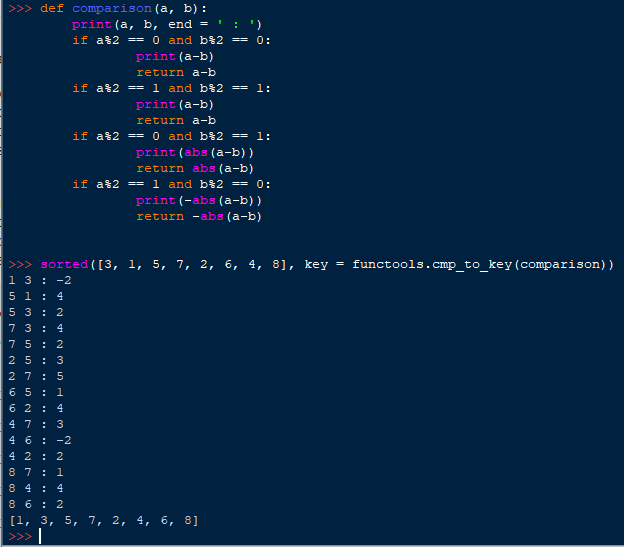 >>> def comparison(a, b):
        print(a, b, end = ' : ')
        if a%2 == 0 and b%2 == 0:
                print(a-b)
                return a-b
        if a%2 == 1 and b%2 == 1:
                print(a-b)
                return a-b
        if a%2 == 0 and b%2 == 1:
                print(abs(a-b))
                return abs(a-b)
        if a%2 == 1 and b%2 == 0:
                print(-abs(a-b))
                return -abs(a-b)
>>> sorted([3, 1, 5, 7, 2, 6, 4, 8], key = functools.cmp_to_key(comparison))
1 3 : -2
5 1 : 4
5 3 : 2
7 3 : 4
7 5 : 2
2 5 : 3
2 7 : 5
6 5 : 1
6 2 : 4
4 7 : 3
4 6 : -2
4 2 : 2
8 7 : 1
8 4 : 4
8 6 : 2
[1, 3, 5, 7, 2, 4, 6, 8]
>>>